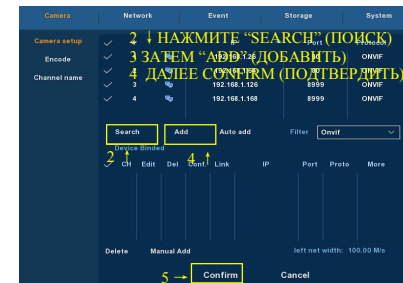 Camera Network Event Storage System
Camera setup
Encode
Channel name
2 ↓ НАЖМИТЕ “SEARCH” (ПОИСК)
3 ЗАТЕМ “ADD” (ДОБАВИТЬ)
4 ДАЛЕЕ CONFIRM (ПОДТВЕРДИТЬ)
ONVIF
ONVIF
3 192.168.1.126 8999 ONVIF
4 192.168.1.168 8999 ONVIF
Search Add Auto add Filter Onvif
Device Binded
2 ↑ 4 ↑
CH Edit Del Conf. Link IP Port Proto More
Delete Manual Add left net width: 100.00 M/s
5 → Confirm Cancel